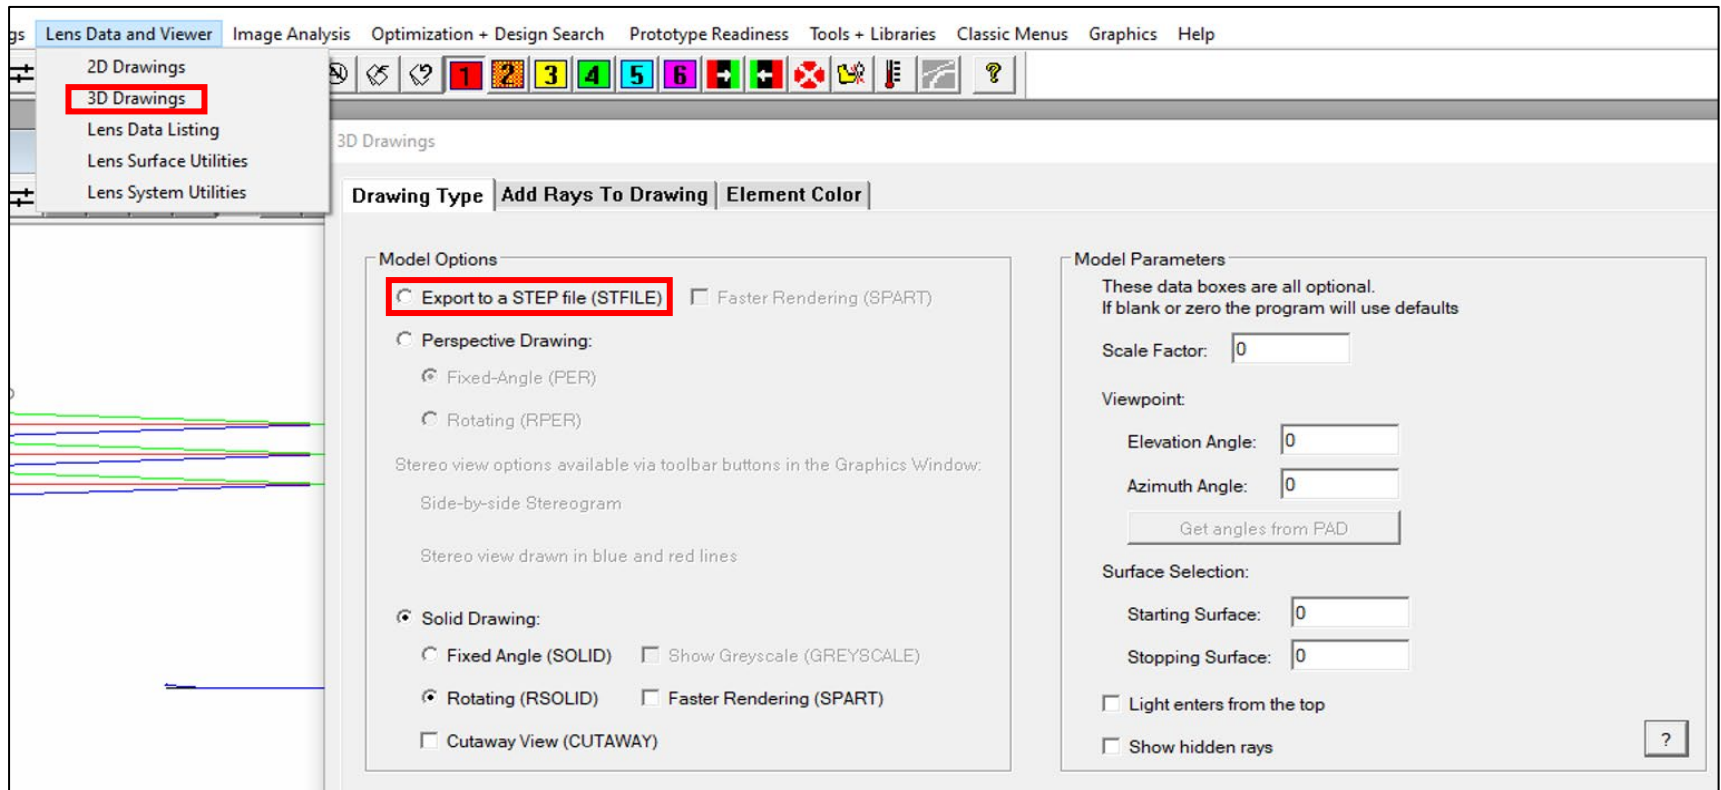 gs Lens Data and Viewer Image Analysis Optimization + Design Search Prototype Readiness Tools + Libraries Classic Menus Graphics Help
2D Drawings
1 2 3 4 5 6 ?
3D Drawings
Lens Data Listing
Lens Surface Utilities
Lens System Utilities
3D Drawings
Drawing Type Add Rays To Drawing Element Color
Model Options
Export to a STEP file (STFILE) Faster Rendering (SPART)
Perspective Drawing:
Fixed-Angle (PER)
Rotating (RPER)
Stereo view options available via toolbar buttons in the Graphics Window:
Side-by-side Stereogram
Stereo view drawn in blue and red lines
Solid Drawing:
Fixed Angle (SOLID) Show Greyscale (GREYSCALE)
Rotating (RSOLID) Faster Rendering (SPART)
Cutaway View (CUTAWAY)
Model Parameters
These data boxes are all optional.
If blank or zero the program will use defaults
Scale Factor: 0
Viewpoint:
Elevation Angle: 0
Azimuth Angle: 0
Get angles from PAD
Surface Selection:
Starting Surface: 0
Stopping Surface: 0
Light enters from the top
Show hidden rays
?